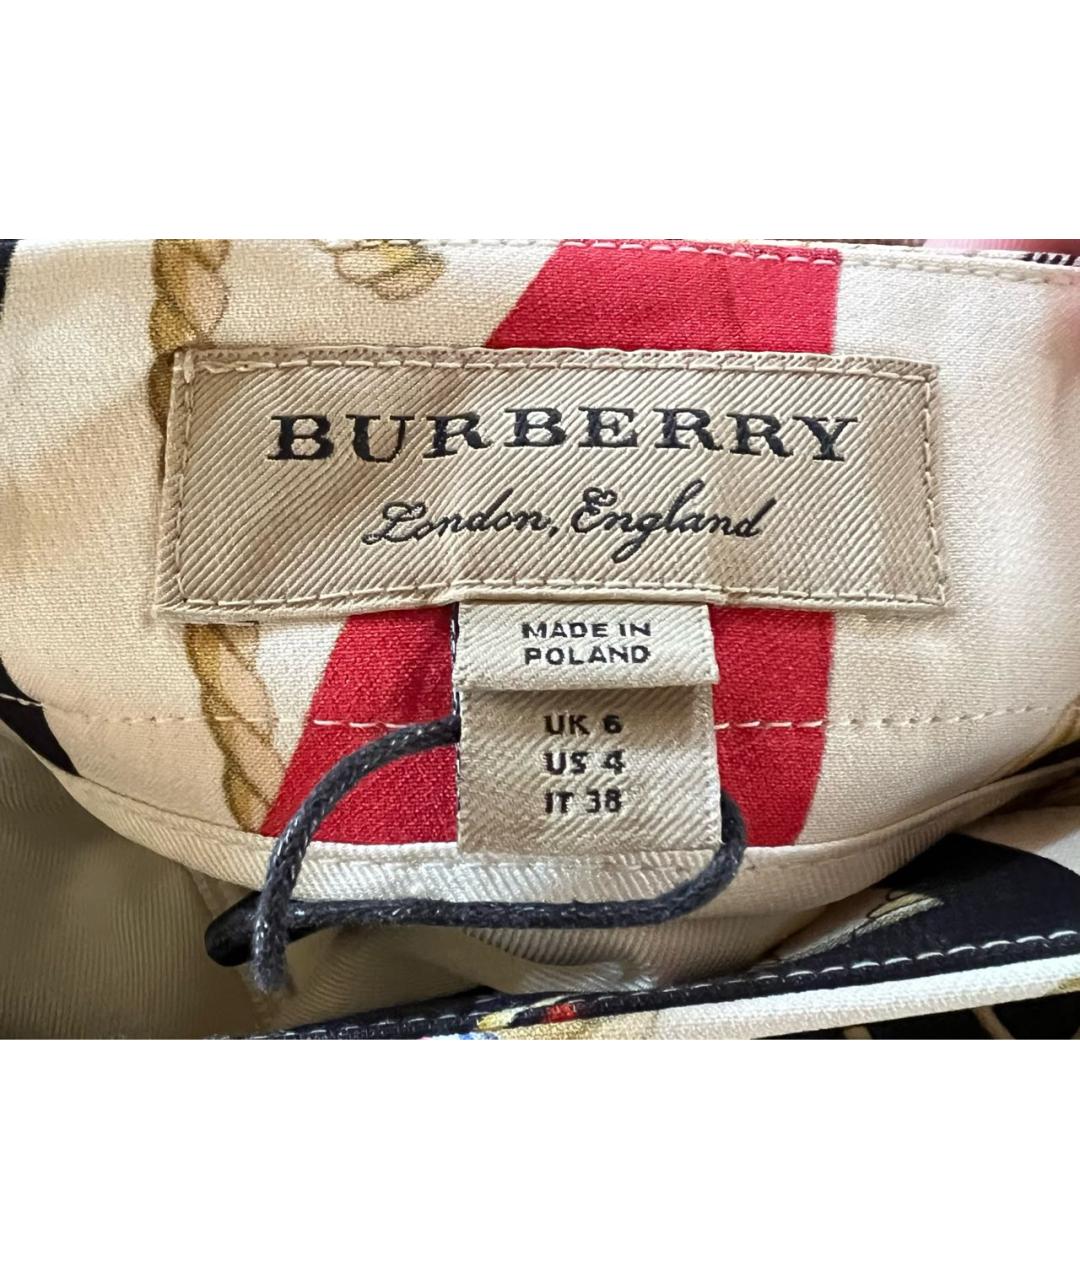 BURBERRY
London, England
MADE IN
POLAND
UK 6
US 4
IT 38